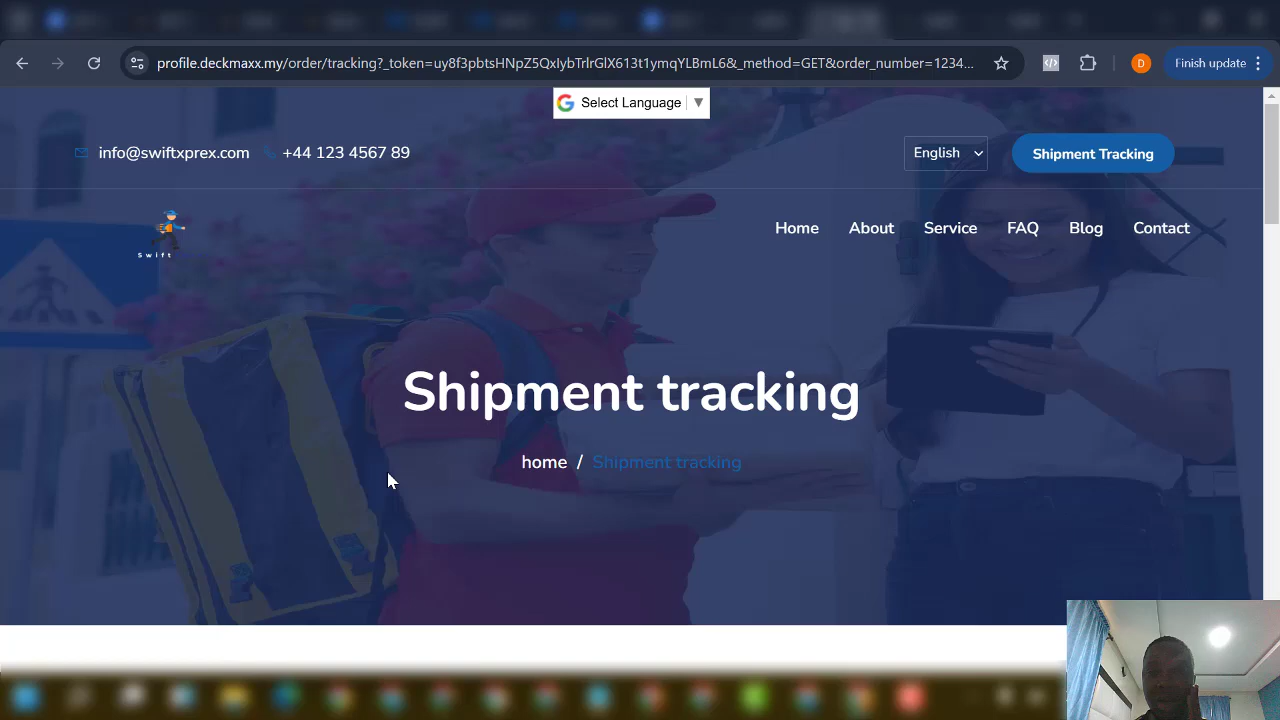 profile.deckmaxx.my/order/tracking?_token=uy8f3pbtsHNpZ5QxIybTrlrGlX613t1ymqYLBmL6&_method=GET&order_number=1234...
D
Finish update
Select Language
info@swiftxprex.com
+44 123 4567 89
English
Shipment Tracking
Swift
Home
About
Service
FAQ
Blog
Contact
Shipment tracking
home / Shipment tracking